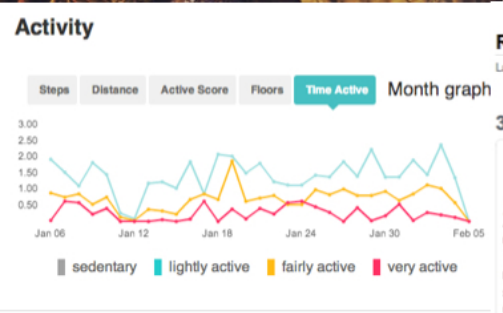 Activity
Steps Distance Active Score Floors Time Active Month graph
3.00
2.50
2.00
1.50
1.00
0.50
Jan 06 Jan 12 Jan 18 Jan 24 Jan 30 Feb 05
sedentary lightly active fairly active very active